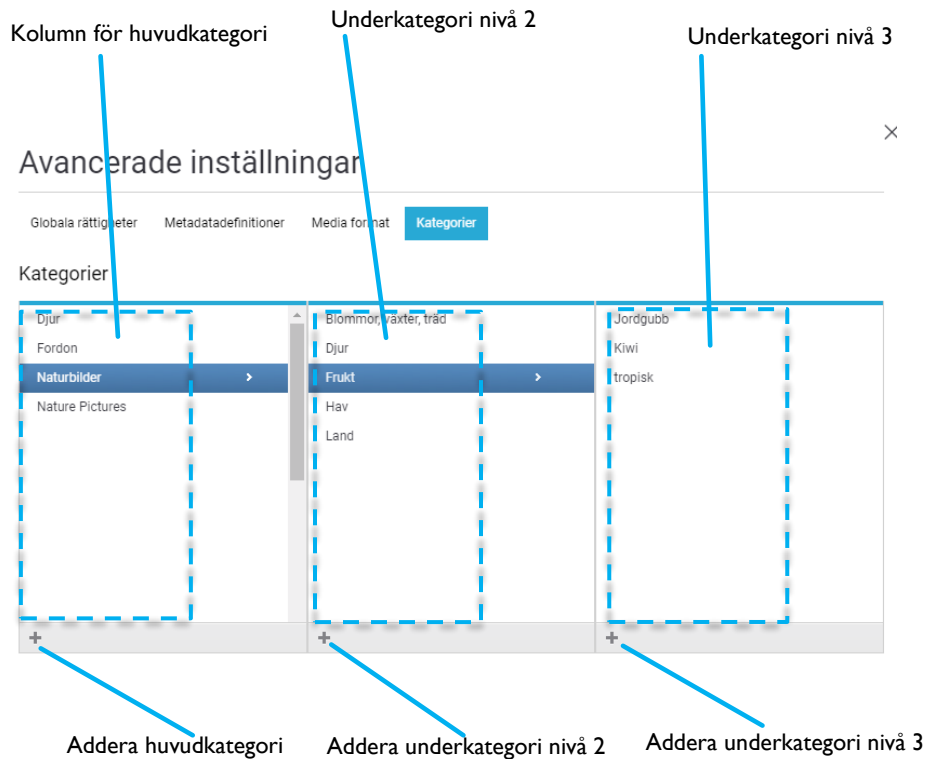 Kolumn för huvudkategori
Underkategori nivå 2
Underkategori nivå 3
Avancerade inställningar
Globala rättigheter
Metadatadefinitioner
Media format
Kategorier
Kategorier
Djur
Fordon
Naturbilder
Nature Pictures
Blommor, växter, träd
Djur
Frukt
Hav
Land
Jordgubb
Kiwi
tropisk
Addera huvudkategori
Addera underkategori nivå 2
Addera underkategori nivå 3